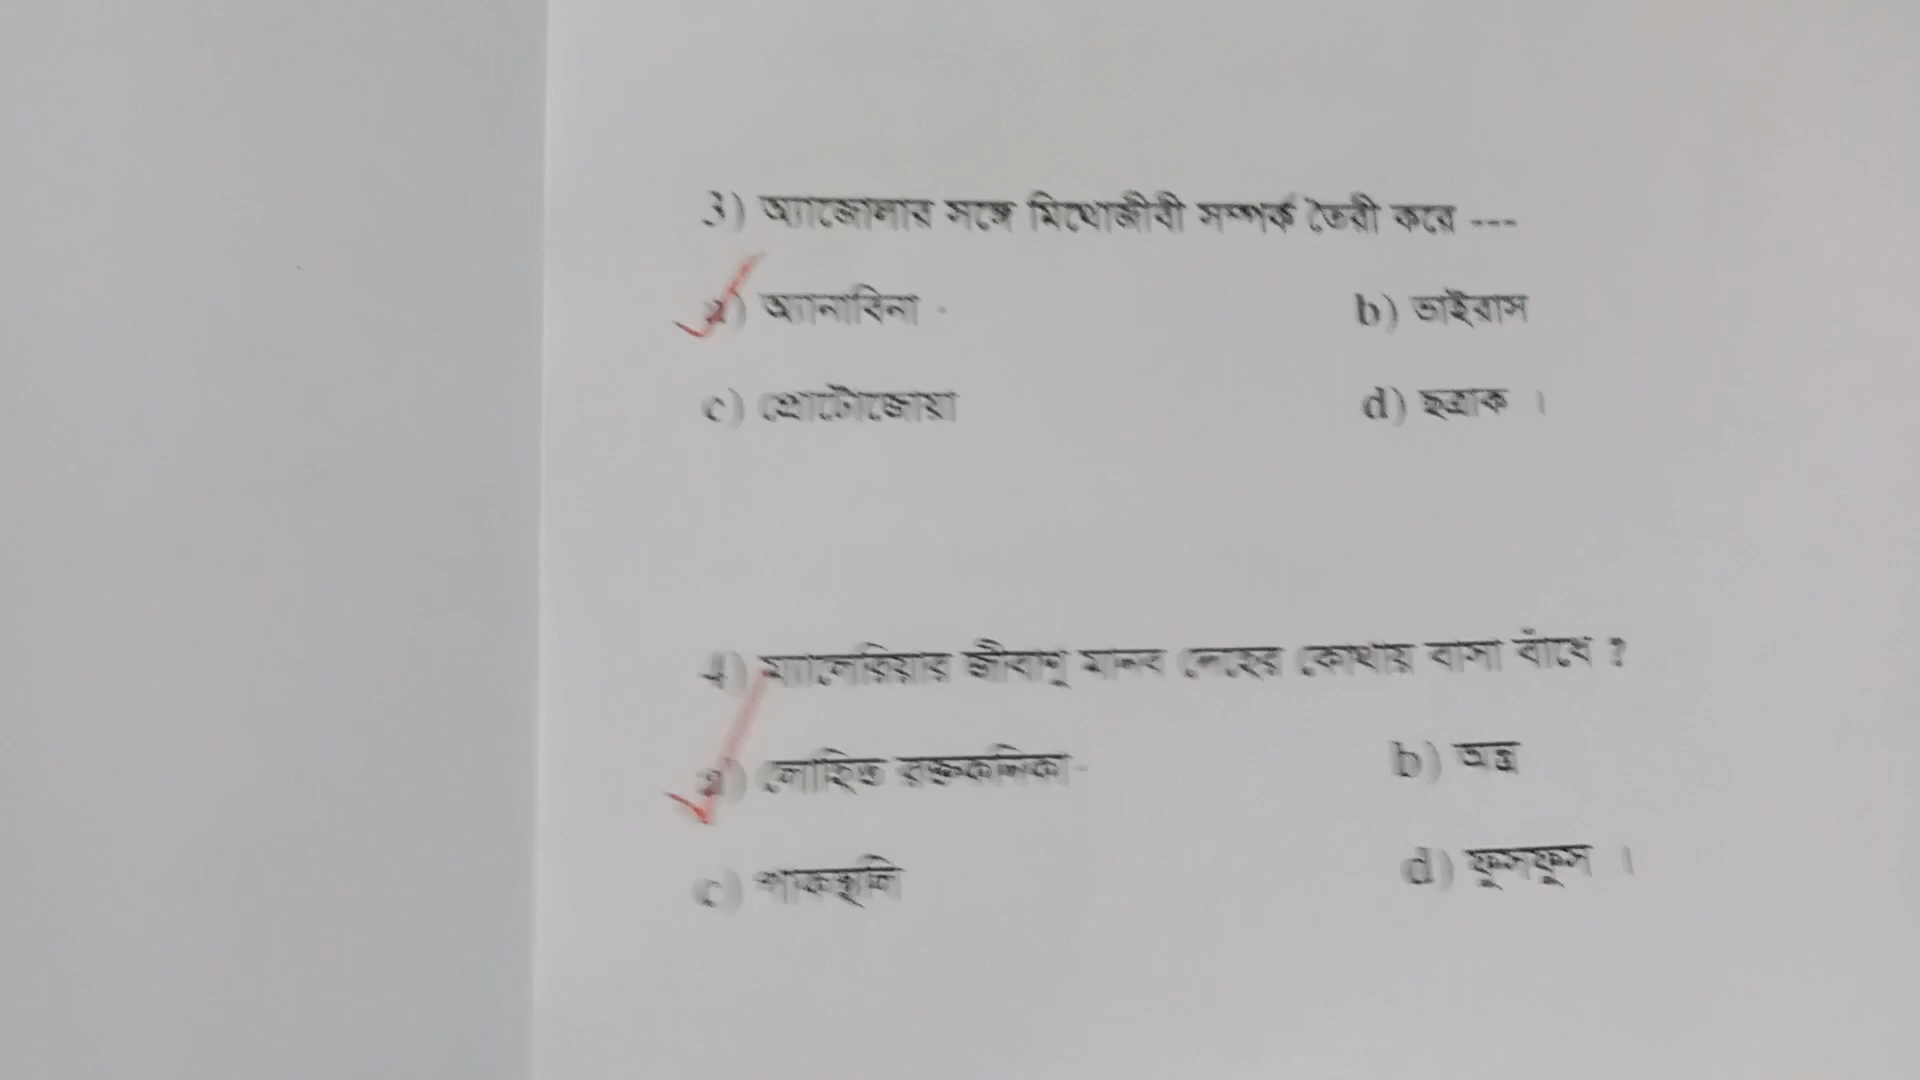 3) অ্যাজোলার সঙ্গে মিথোজীবী সম্পর্ক তৈরী করে ---
a) অ্যানাবিনা b) ভাইরাস
c) প্রোটোজোয়া d) ছত্রাক ।
4) ম্যালেরিয়ার জীবাণু মানব দেহের কোথায় বাসা বাঁধে ?
a) লোহিত রক্তকণিকা b) অন্ত্র
c) পাকস্থলি d) ফুসফুস ।